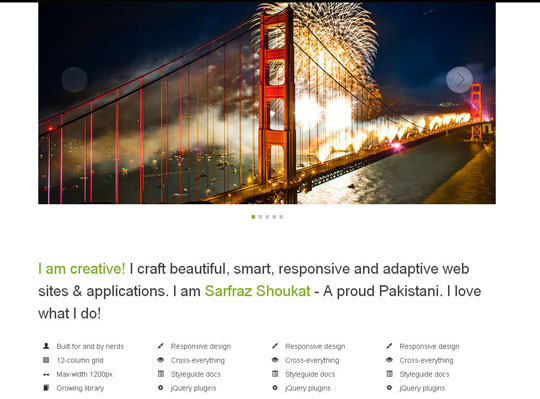 I am creative! I craft beautiful, smart, responsive and adaptive web
sites & applications. I am Sarfraz Shoukat - A proud Pakistani. I love
what I do!
Built for and by nerds
12-column grid
Max-width 1200px
Growing library
Responsive design
Cross-everything
Styleguide docs
jQuery plugins
Responsive design
Cross-everything
Styleguide docs
jQuery plugins
Responsive design
Cross-everything
Styleguide docs
jQuery plugins